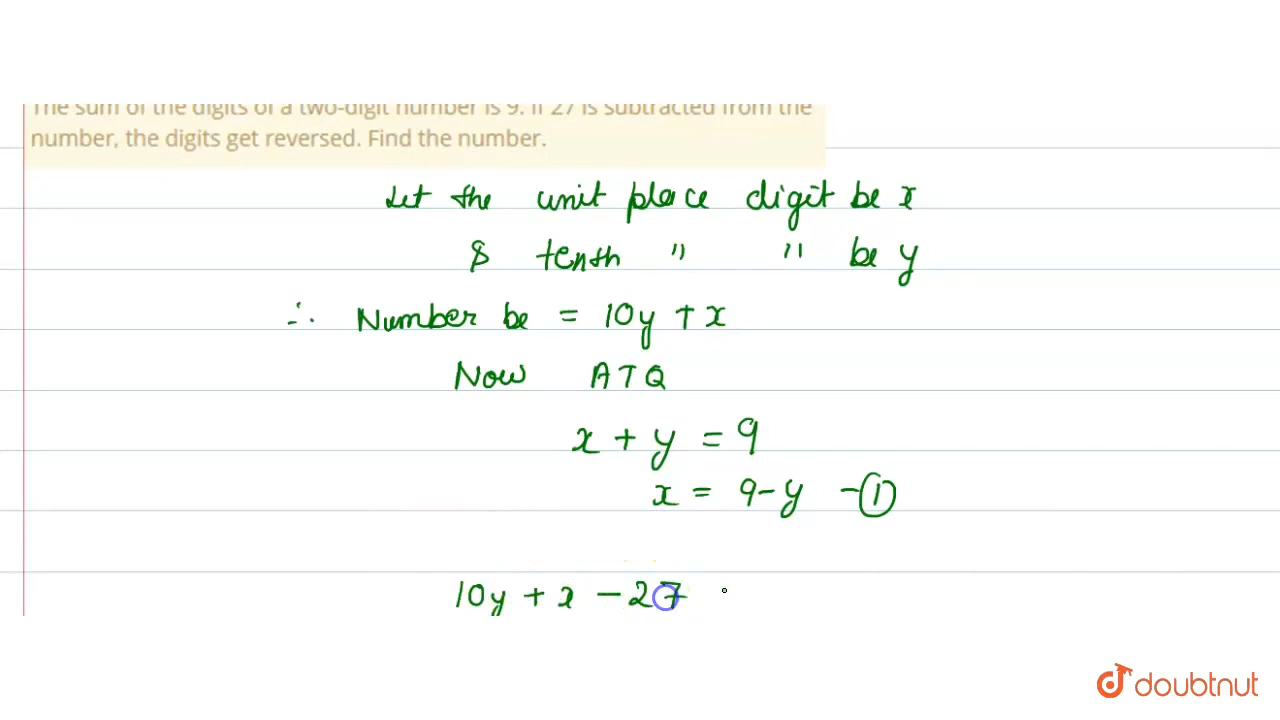 The sum of the digits of a two-digit number is 9. If 27 is subtracted from the
number, the digits get reversed. Find the number.
Let the unit place digit be x
& tenth " " be y
∴ Number be = 10y + x
Now ATQ
x + y = 9
x = 9-y -①
10y + x - 27
doubtnut